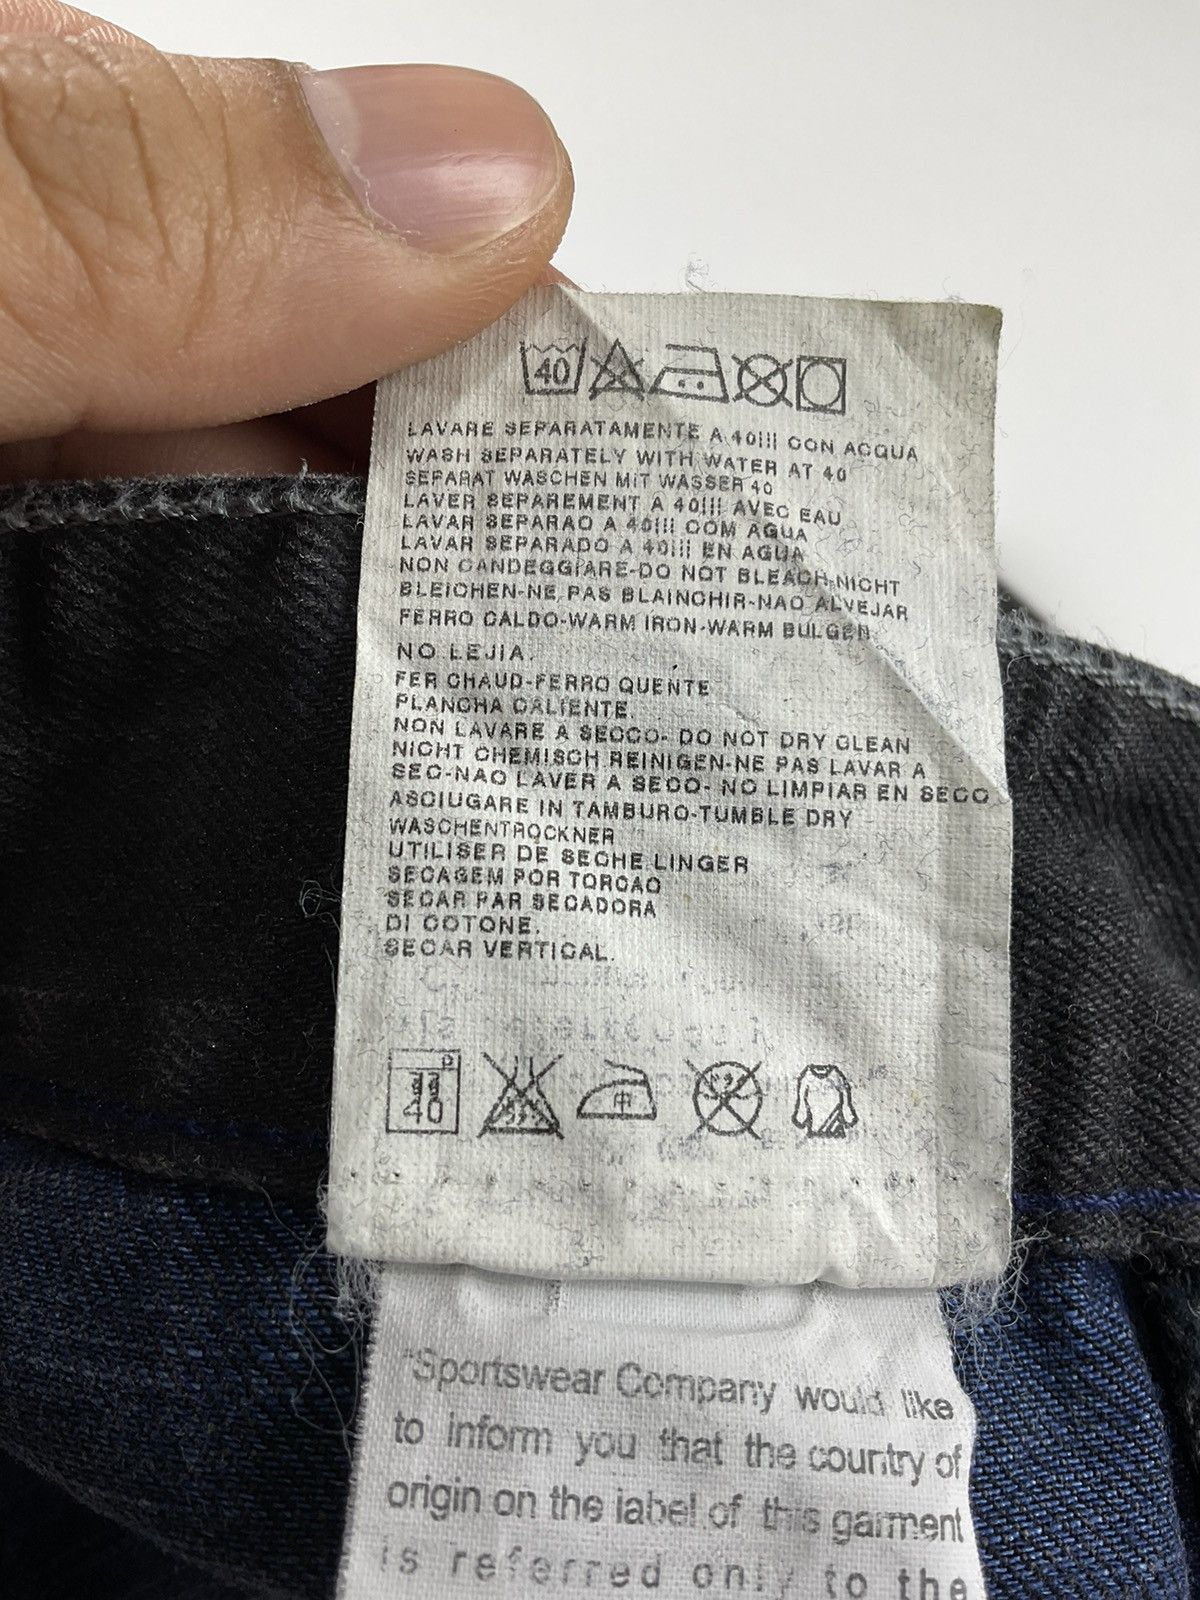 40
LAVARE SEPARATAMENTE A 40!!! CON ACQUA
WASH SEPARATELY WITH WATER AT 40
SEPARAT WASCHEN MIT WASSER 40
LAVER SEPAREMENT A 40!!! AVEC EAU
LAVAR SEPARAO A 40!!! COM AGUA
LAVAR SEPARADO A 40!!! EN AGUA
NON CANDEGGIARE-DO NOT BLEACH-NICHT
BLEICHEN-NE PAS BLAINCHIR-NAO ALVEJAR
FERRO CALDO-WARM IRON-WARM BULGEN
NO LEJIA.
FER CHAUD-FERRO QUENTE
PLANCHA CALIENTE.
NON LAVARE A SECCO- DO NOT DRY CLEAN
NICHT CHEMISCH REINIGEN-NE PAS LAVAR A
SEC-NAO LAVER A SECO- NO LIMPIAR EN SECO
ASCIUGARE IN TAMBURO-TUMBLE DRY
WASCHENTROCKNER
UTILISER DE SECHE LINGER
SECAGEM POR TORCAO
SECAR PAR SECADORA
DI COTONE.
SECAR VERTICAL.
40
"Sportswear Company would like
to inform you that the country of
origin on the label of this garment
is referred only to the